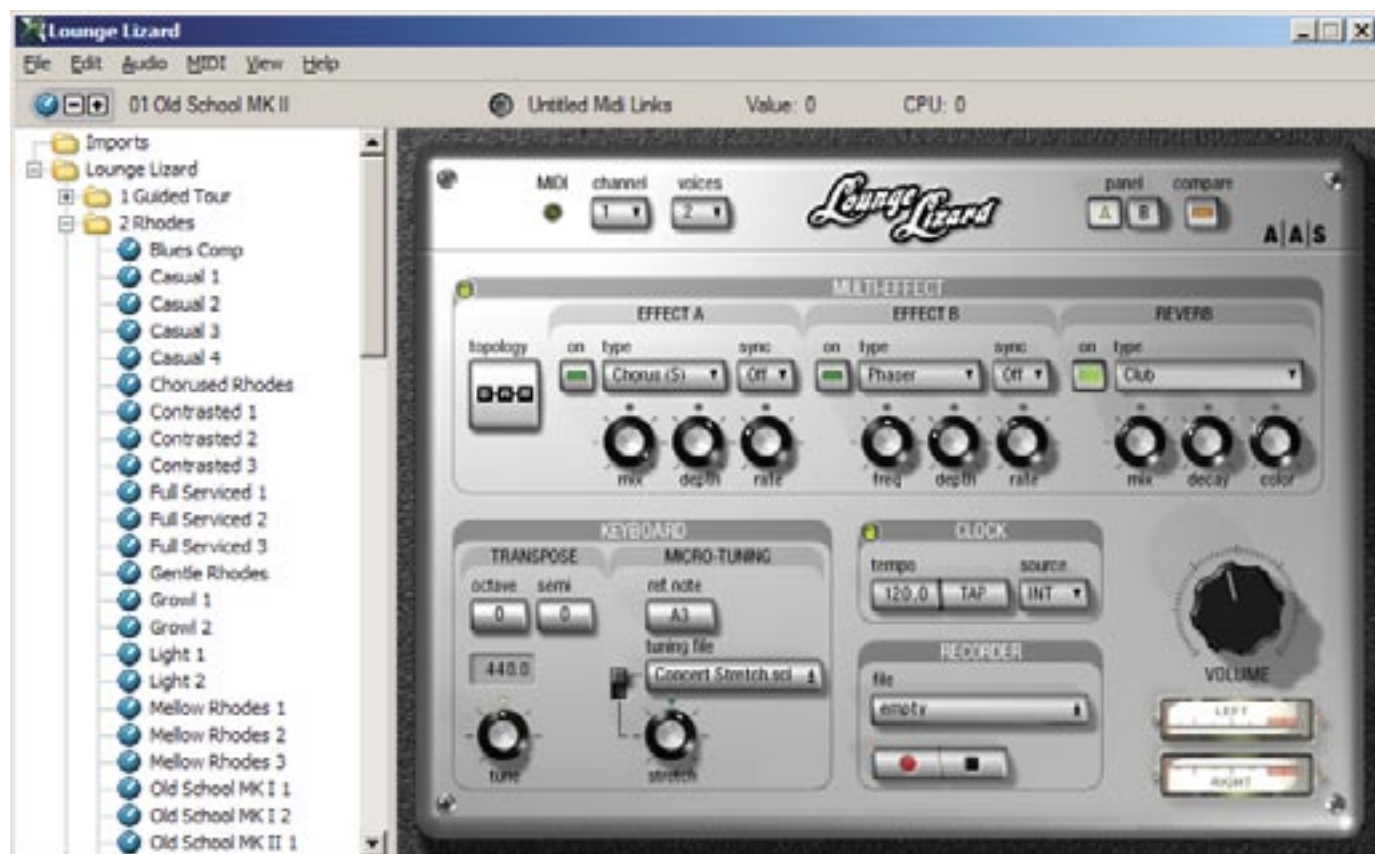 Lounge Lizard
File Edit Audio MIDI View Help
01 Old School MK II Untitled Midi Links Value: 0 CPU: 0
Imports
Lounge Lizard
1 Guided Tour
2 Rhodes
Blues Comp
Casual 1
Casual 2
Casual 3
Casual 4
Chorused Rhodes
Contrasted 1
Contrasted 2
Contrasted 3
Full Serviced 1
Full Serviced 2
Full Serviced 3
Gentle Rhodes
Growl 1
Growl 2
Light 1
Light 2
Mellow Rhodes 1
Mellow Rhodes 2
Mellow Rhodes 3
Old School MK I 1
Old School MK I 2
Old School MK II 1
MIDI channel voices
1 2
Lounge Lizard
panel compare
A B
A|A|S
MULTI-EFFECT
EFFECT A EFFECT B REVERB
topology on type sync on type sync on type
Chorus (S) Off Phaser Off Club
mix depth rate freq depth rate mix decay color
KEYBOARD
TRANSPOSE MICRO-TUNING
octave semi ref. note
0 0 A3
tuning file
440.0 Concert Stretch.scl
tune stretch
CLOCK
tempo source
120.0 TAP INT
RECORDER
file
empty
VOLUME
LEFT
RIGHT